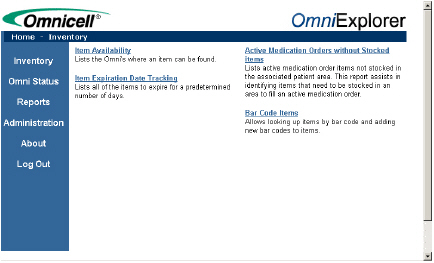 Omnicell®
OmniExplorer
Home - Inventory
Inventory
Omni Status
Reports
Administration
About
Log Out
Item Availability
Lists the Omni's where an item can be found.
Item Expiration Date Tracking
Lists all of the items to expire for a predetermined
number of days.
Active Medication Orders without Stocked
Items
Lists active medication order items not stocked in
the associated patient area. This report assists in
identifying items that need to be stocked in an
area to fill an active medication order.
Bar Code Items
Allows looking up items by bar code and adding
new bar codes to items.